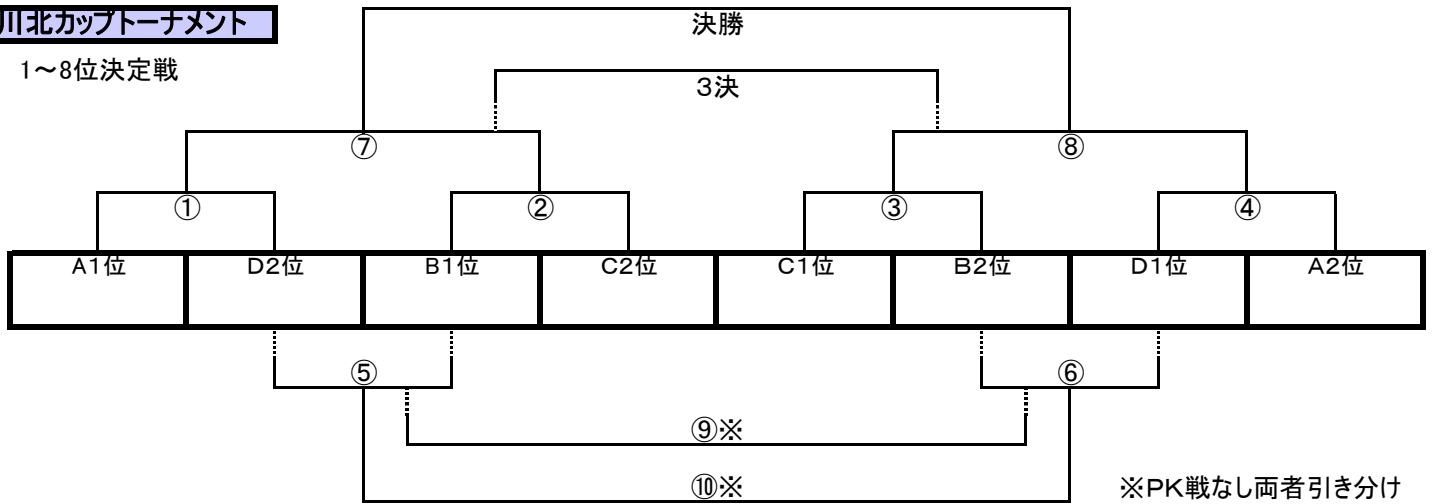 川北カップトーナメント
決勝
1～8位決定戦
3決
⑦
⑧
①
②
③
④
A1位
D2位
B1位
C2位
C1位
B2位
D1位
A2位
⑤
⑥
⑨※
⑩※
※PK戦なし両者引き分け